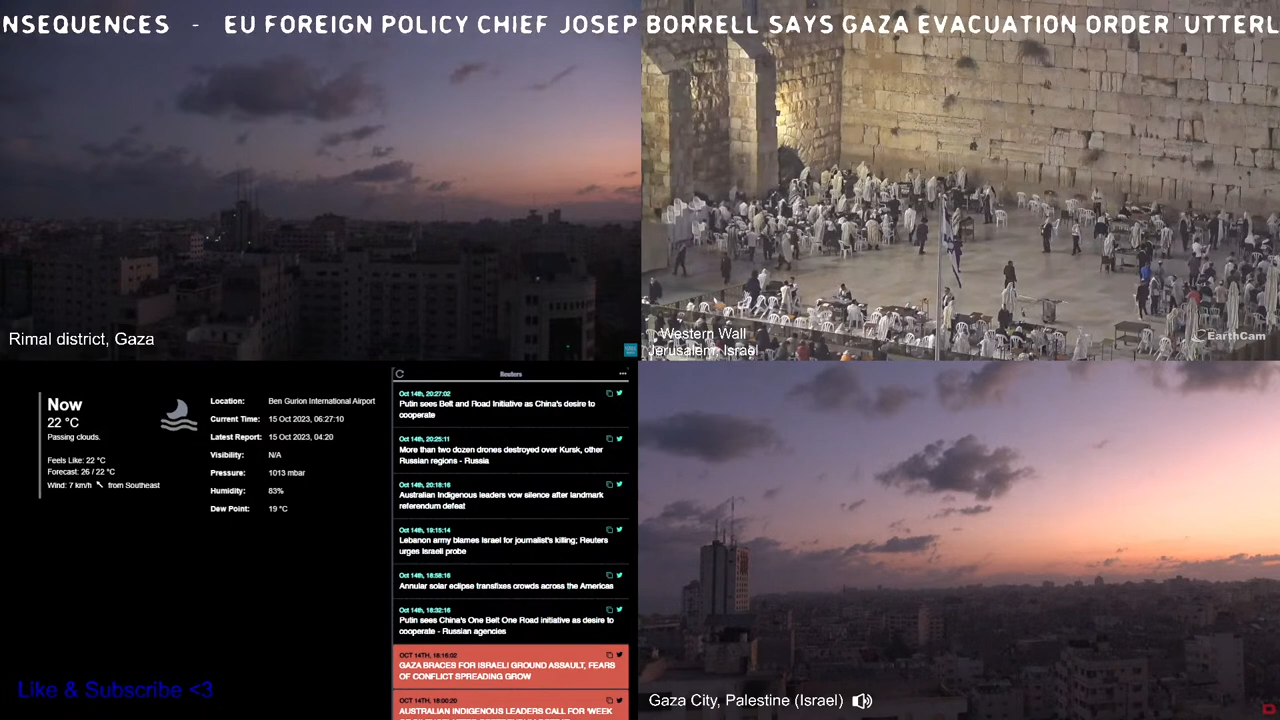 NSEQUENCES - EU FOREIGN POLICY CHIEF JOSEP BORRELL SAYS GAZA EVACUATION ORDER 'UTTERL
Rimal district, Gaza
Western Wall
Jerusalem, Israel
EarthCam
Now
22 °C
Passing clouds.
Feels Like: 22 °C
Forecast: 26 / 22 °C
Wind: 7 km/h from Southeast
Location: Ben Gurion International Airport
Current Time: 15 Oct 2023, 06:27:10
Latest Report: 15 Oct 2023, 04:20
Visibility: N/A
Pressure: 1013 mbar
Humidity: 83%
Dew Point: 19 °C
Like & Subscribe <3
Reuters
Oct 14th, 20:27:02
Putin sees Belt and Road Initiative as China's desire to
cooperate
Oct 14th, 20:25:11
More than two dozen drones destroyed over Kursk, other
Russian regions - Russia
Oct 14th, 20:18:16
Australian Indigenous leaders vow silence after landmark
referendum defeat
Oct 14th, 19:15:14
Lebanon army blames Israel for journalist's killing; Reuters
urges Israeli probe
Oct 14th, 18:58:16
Annular solar eclipse transfixes crowds across the Americas
Oct 14th, 18:32:16
Putin sees China's One Belt One Road initiative as desire to
cooperate - Russian agencies
OCT 14TH, 18:16:02
GAZA BRACES FOR ISRAELI GROUND ASSAULT, FEARS
OF CONFLICT SPREADING GROW
OCT 14TH, 18:00:20
AUSTRALIAN INDIGENOUS LEADERS CALL FOR 'WEEK
Gaza City, Palestine (Israel)